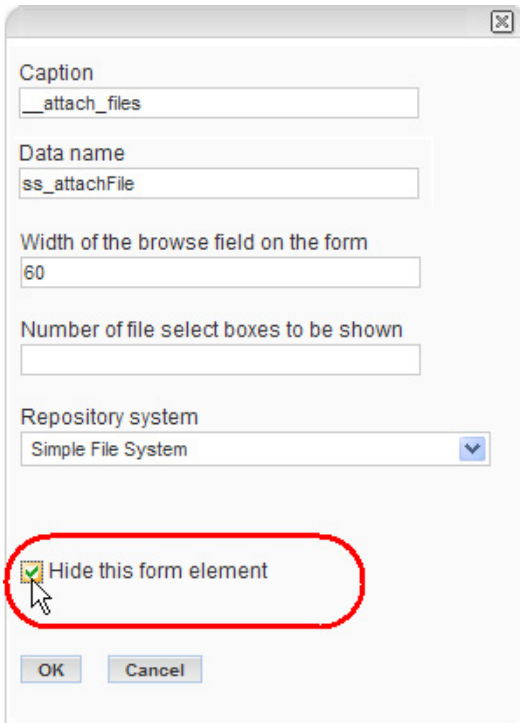 Caption
__attach_files
Data name
ss_attachFile
Width of the browse field on the form
60
Number of file select boxes to be shown
Repository system
Simple File System
Hide this form element
OK Cancel